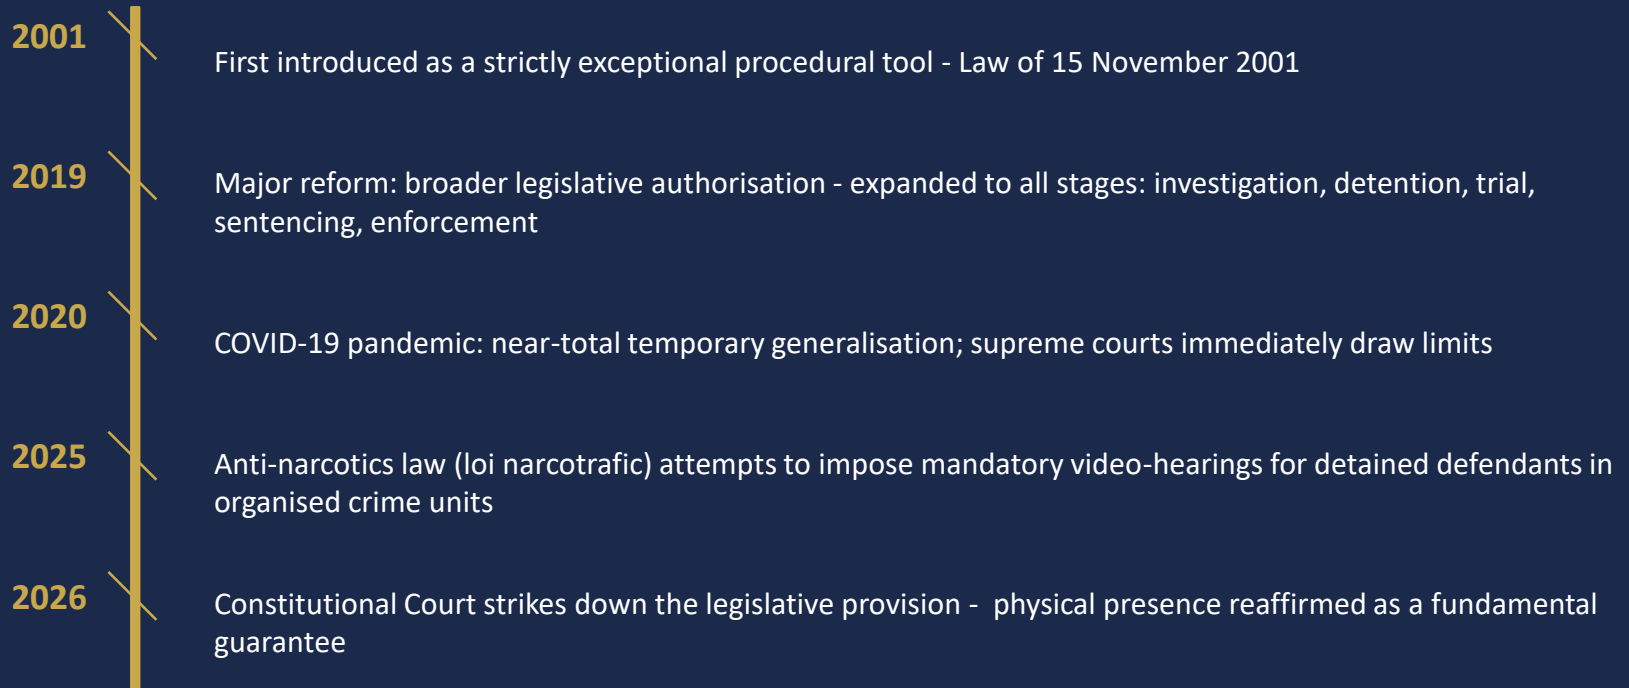 2001
First introduced as a strictly exceptional procedural tool - Law of 15 November 2001
2019
Major reform: broader legislative authorisation - expanded to all stages: investigation, detention, trial,
sentencing, enforcement
2020
COVID-19 pandemic: near-total temporary generalisation; supreme courts immediately draw limits
2025
Anti-narcotics law (loi narcotrafic) attempts to impose mandatory video-hearings for detained defendants in
organised crime units
2026
Constitutional Court strikes down the legislative provision -  physical presence reaffirmed as a fundamental
guarantee